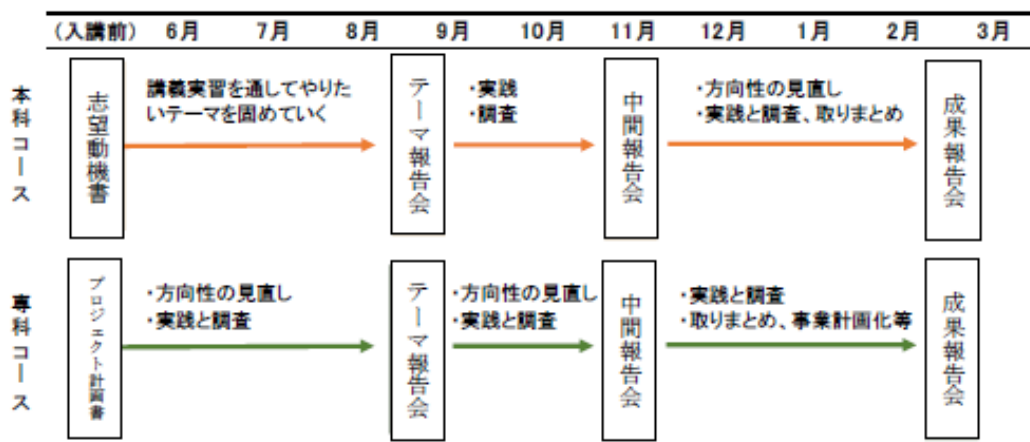 (入講前) 6月 7月 8月 9月 10月 11月 12月 1月 2月 3月
本科コース
志望動機書
講義実習を通してやりた
いテーマを固めていく
テーマ報告会
・実践
・調査
中間報告会
・方向性の見直し
・実践と調査、取りまとめ
成果報告会
専科コース
プロジェクト計画書
・方向性の見直し
・実践と調査
テーマ報告会
・方向性の見直し
・実践と調査
中間報告会
・実践と調査
・取りまとめ、事業計画化等
成果報告会